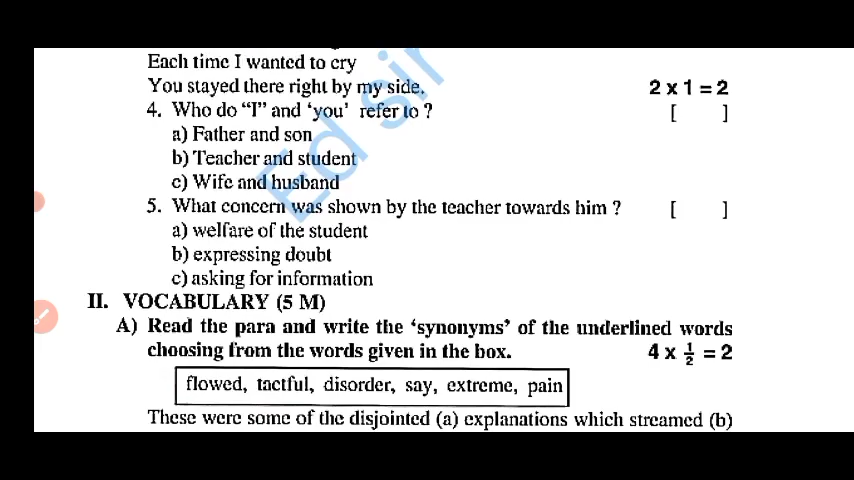 Each time I wanted to cry
You stayed there right by my side. 2 x 1 = 2
4. Who do “I” and ‘you’ refer to ? [ ]
a) Father and son
b) Teacher and student
c) Wife and husband
5. What concern was shown by the teacher towards him ? [ ]
a) welfare of the student
b) expressing doubt
c) asking for information
II. VOCABULARY (5 M)
A) Read the para and write the ‘synonyms’ of the underlined words
choosing from the words given in the box. 4 x ½ = 2
flowed, tactful, disorder, say, extreme, pain
These were some of the disjointed (a) explanations which streamed (b)
Ed sir